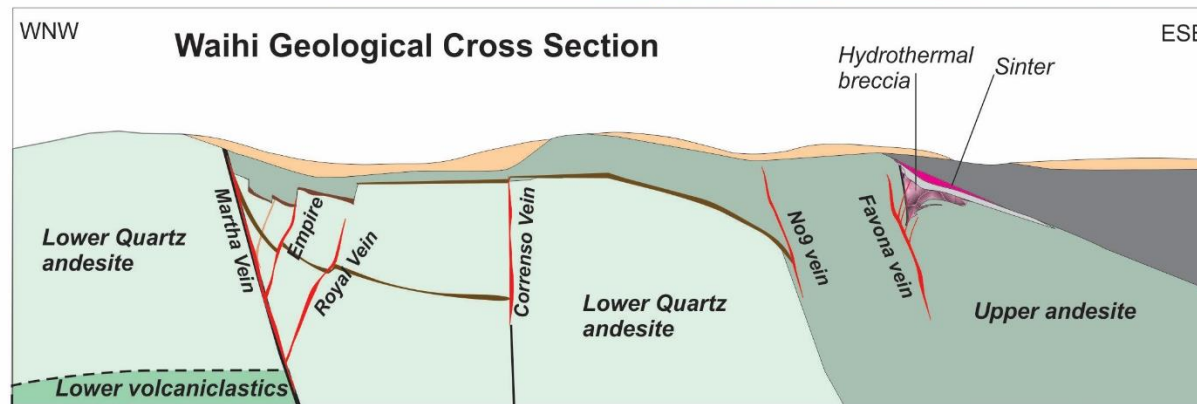 WNW
Waihi Geological Cross Section
ESE
Hydrothermal
breccia
Sinter
Martha Vein
Empire
Royal Vein
Correnso Vein
No9 vein
Favona vein
Lower Quartz
andesite
Lower Quartz
andesite
Upper andesite
Lower volcaniclastics